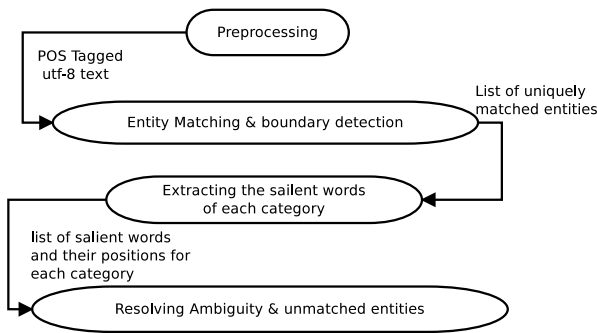 Preprocessing
POS Tagged
utf-8 text
List of uniquely
matched entities
Entity Matching & boundary detection
Extracting the sailent words
of each category
list of salient words
and their positions for
each category
Resolving Ambiguity & unmatched entities